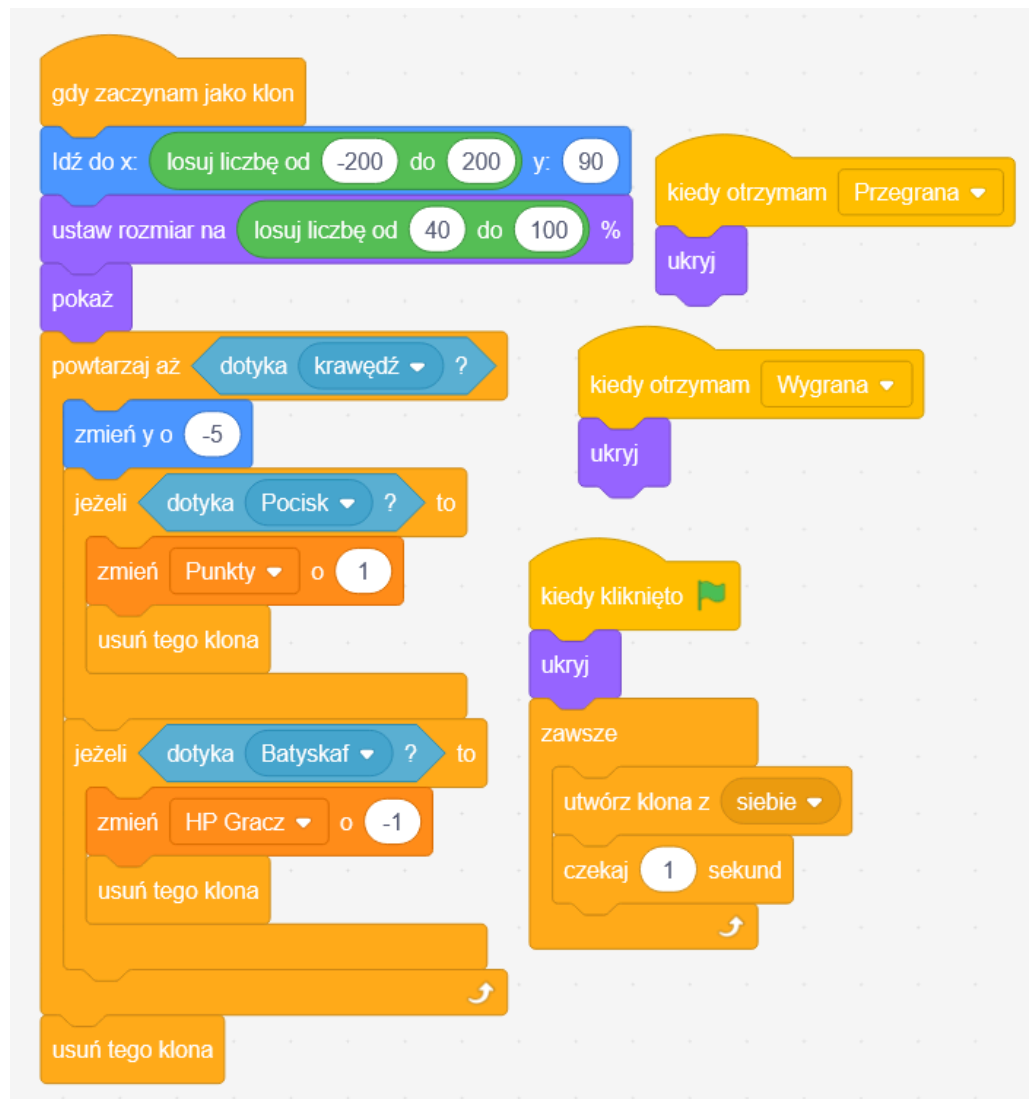 gdy zaczynam jako klon
Idź do x: losuj liczbę od -200 do 200 y: 90
ustaw rozmiar na losuj liczbę od 40 do 100 %
pokaż
powtarzaj aż dotyka krawędź ?
zmień y o -5
jeżeli dotyka Pocisk ? to
zmień Punkty o 1
usuń tego klona
jeżeli dotyka Batyskaf ? to
zmień HP Gracz o -1
usuń tego klona
usuń tego klona
kiedy otrzymam Przegrana
ukryj
kiedy otrzymam Wygrana
ukryj
kiedy kliknięto
ukryj
zawsze
utwórz klona z siebie
czekaj 1 sekund